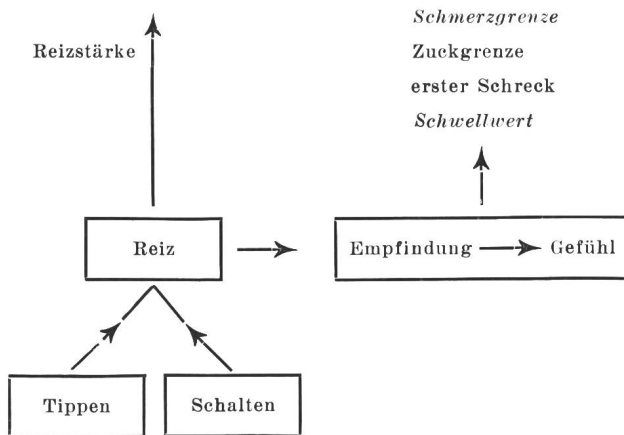 Schmerzgrenze
Reizstärke
Zuckgrenze
erster Schreck
Schwellwert
Reiz
Empfindung
Gefühl
Tippen
Schalten